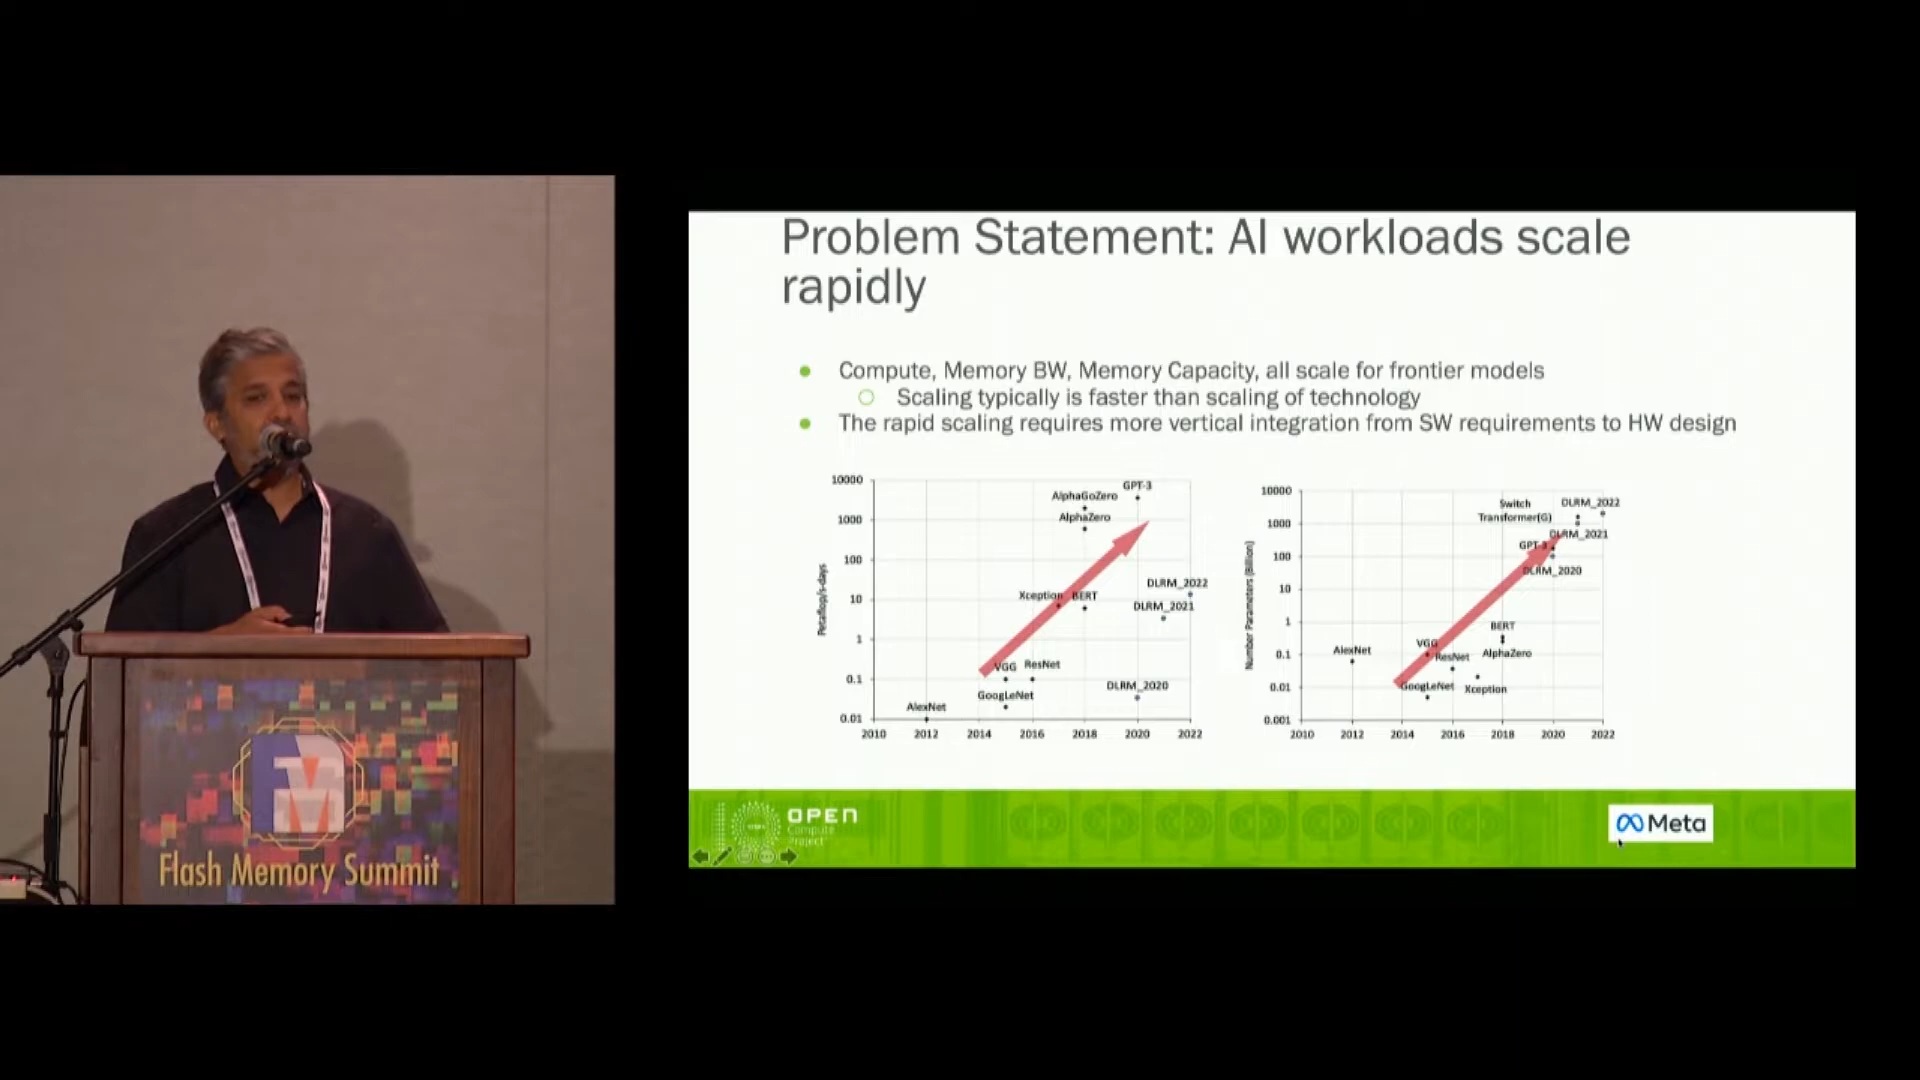 Problem Statement: AI workloads scale
rapidly
Compute, Memory BW, Memory Capacity, all scale for frontier models
Scaling typically is faster than scaling of technology
The rapid scaling requires more vertical integration from SW requirements to HW design
Petaflop/s-days
10000
1000
100
10
1
0.1
0.01
2010 2012 2014 2016 2018 2020 2022
GPT-3
AlphaGoZero
AlphaZero
DLRM_2022
Xception BERT
DLRM_2021
VGG ResNet
DLRM_2020
GoogLeNet
AlexNet
Number Parameters (Billion)
10000
1000
100
10
1
0.1
0.01
0.001
2010 2012 2014 2016 2018 2020 2022
Switch DLRM_2022
Transformer(G)
DLRM_2021
GPT-3
DLRM_2020
BERT
VGG
AlexNet
ResNet AlphaZero
GoogLeNet Xception
OPEN
Compute
Project
Meta
FM
Flash Memory Summit